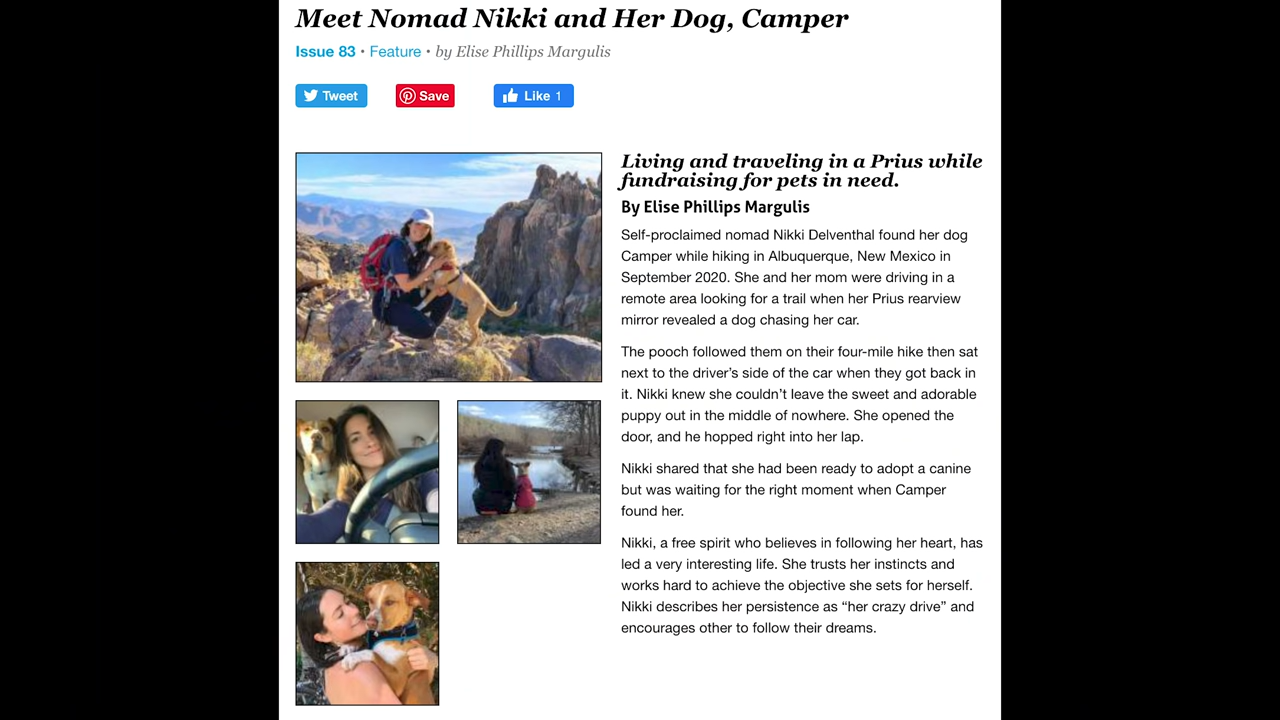 Meet Nomad Nikki and Her Dog, Camper
Issue 83 • Feature • by Elise Phillips Margulis
Tweet
Save
Like 1
Living and traveling in a Prius while
fundraising for pets in need.
By Elise Phillips Margulis
Self-proclaimed nomad Nikki Delventhal found her dog
Camper while hiking in Albuquerque, New Mexico in
September 2020. She and her mom were driving in a
remote area looking for a trail when her Prius rearview
mirror revealed a dog chasing her car.
The pooch followed them on their four-mile hike then sat
next to the driver’s side of the car when they got back in
it. Nikki knew she couldn’t leave the sweet and adorable
puppy out in the middle of nowhere. She opened the
door, and he hopped right into her lap.
Nikki shared that she had been ready to adopt a canine
but was waiting for the right moment when Camper
found her.
Nikki, a free spirit who believes in following her heart, has
led a very interesting life. She trusts her instincts and
works hard to achieve the objective she sets for herself.
Nikki describes her persistence as “her crazy drive” and
encourages other to follow their dreams.